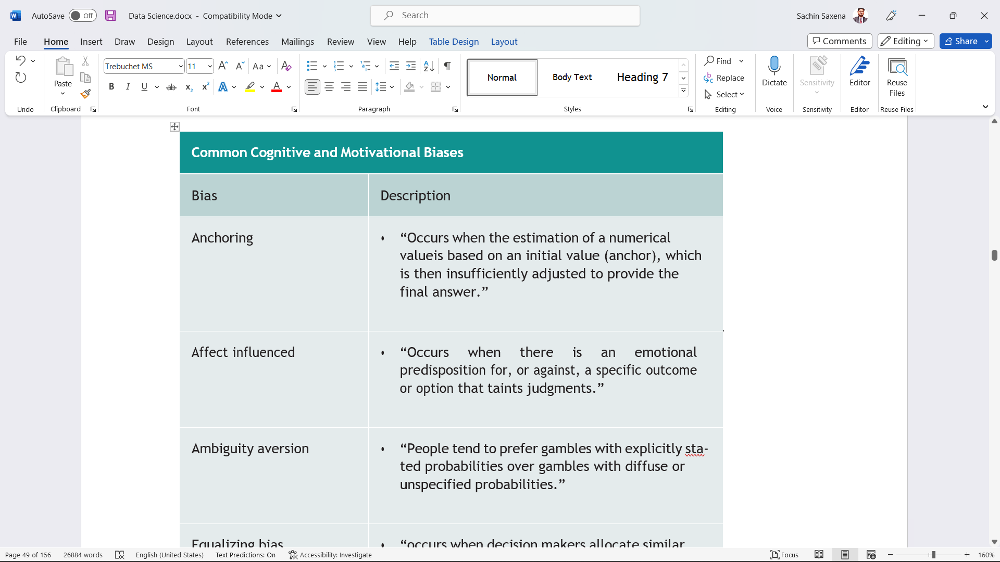 AutoSave Off Data Science.docx - Compatibility Mode Search Sachin Saxena
File Home Insert Draw Design Layout References Mailings Review View Help Table Design Layout Comments Editing Share
Trebuchet MS 11 Aa Normal Body Text Heading 7 Find
Replace
Select
Paste Dictate Sensitivity Editor Reuse Files
Undo Clipboard Font Paragraph Styles Editing Voice Sensitivity Editor Reuse Files
Common Cognitive and Motivational Biases
Bias Description
Anchoring • “Occurs when the estimation of a numerical
valueis based on an initial value (anchor), which
is then insufficiently adjusted to provide the
final answer.”
Affect influenced • “Occurs when there is an emotional
predisposition for, or against, a specific outcome
or option that taints judgments.”
Ambiguity aversion • “People tend to prefer gambles with explicitly sta-
ted probabilities over gambles with diffuse or
unspecified probabilities.”
Equalizing bias • “occurs when decision makers allocate similar
Page 49 of 156 26884 words English (United States) Text Predictions: On Accessibility: Investigate Focus 160%